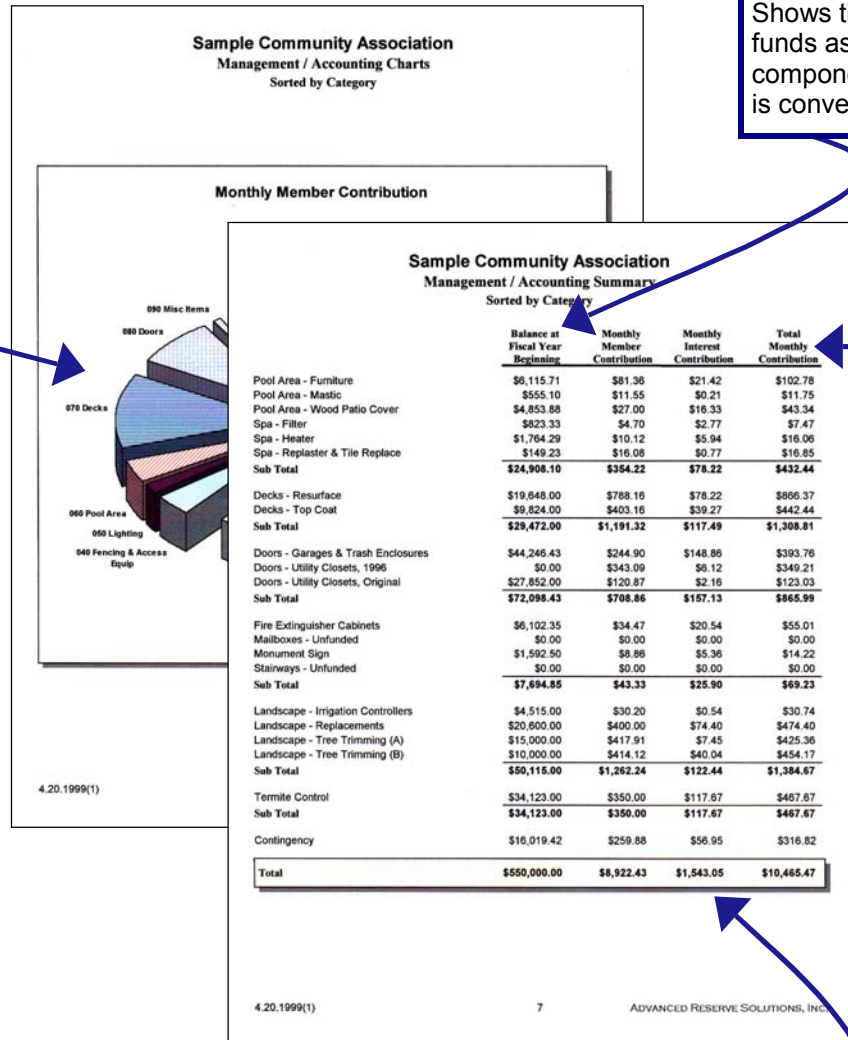 Shows t
funds as
compon
is conve
Sample Community Association
Management / Accounting Charts
Sorted by Category
Monthly Member Contribution
090 Misc Items
080 Doors
070 Decks
060 Pool Area
050 Lighting
040 Fencing & Access
Equip
4.20.1999(1)
Sample Community Association
Management / Accounting Summary
Sorted by Category
Balance at Fiscal Year Beginning Monthly Member Contribution Monthly Interest Contribution Total Monthly Contribution
Pool Area - Furniture $6,115.71 $81.36 $21.42 $102.78
Pool Area - Mastic $555.10 $11.55 $0.21 $11.75
Pool Area - Wood Patio Cover $4,853.88 $27.00 $16.33 $43.34
Spa - Filter $823.33 $4.70 $2.77 $7.47
Spa - Heater $1,764.29 $10.12 $5.94 $16.06
Spa - Replaster & Tile Replace $149.23 $16.08 $0.77 $16.85
Sub Total $24,908.10 $354.22 $78.22 $432.44
Decks - Resurface $19,648.00 $788.16 $78.22 $866.37
Decks - Top Coat $9,824.00 $403.16 $39.27 $442.44
Sub Total $29,472.00 $1,191.32 $117.49 $1,308.81
Doors - Garages & Trash Enclosures $44,246.43 $244.90 $148.86 $393.76
Doors - Utility Closets, 1996 $0.00 $343.09 $6.12 $349.21
Doors - Utility Closets, Original $27,852.00 $120.87 $2.16 $123.03
Sub Total $72,098.43 $708.86 $157.13 $865.99
Fire Extinguisher Cabinets $6,102.35 $34.47 $20.54 $55.01
Mailboxes - Unfunded $0.00 $0.00 $0.00 $0.00
Monument Sign $1,592.50 $8.86 $5.36 $14.22
Stairways - Unfunded $0.00 $0.00 $0.00 $0.00
Sub Total $7,694.85 $43.33 $25.90 $69.23
Landscape - Irrigation Controllers $4,515.00 $30.20 $0.54 $30.74
Landscape - Replacements $20,600.00 $400.00 $74.40 $474.40
Landscape - Tree Trimming (A) $15,000.00 $417.91 $7.45 $425.36
Landscape - Tree Trimming (B) $10,000.00 $414.12 $40.04 $454.17
Sub Total $50,115.00 $1,262.24 $122.44 $1,384.67
Termite Control $34,123.00 $350.00 $117.67 $467.67
Sub Total $34,123.00 $350.00 $117.67 $467.67
Contingency $16,019.42 $259.88 $56.95 $316.82
Total $550,000.00 $8,922.43 $1,543.05 $10,465.47
4.20.1999(1) 7 ADVANCED RESERVE SOLUTIONS, INC.